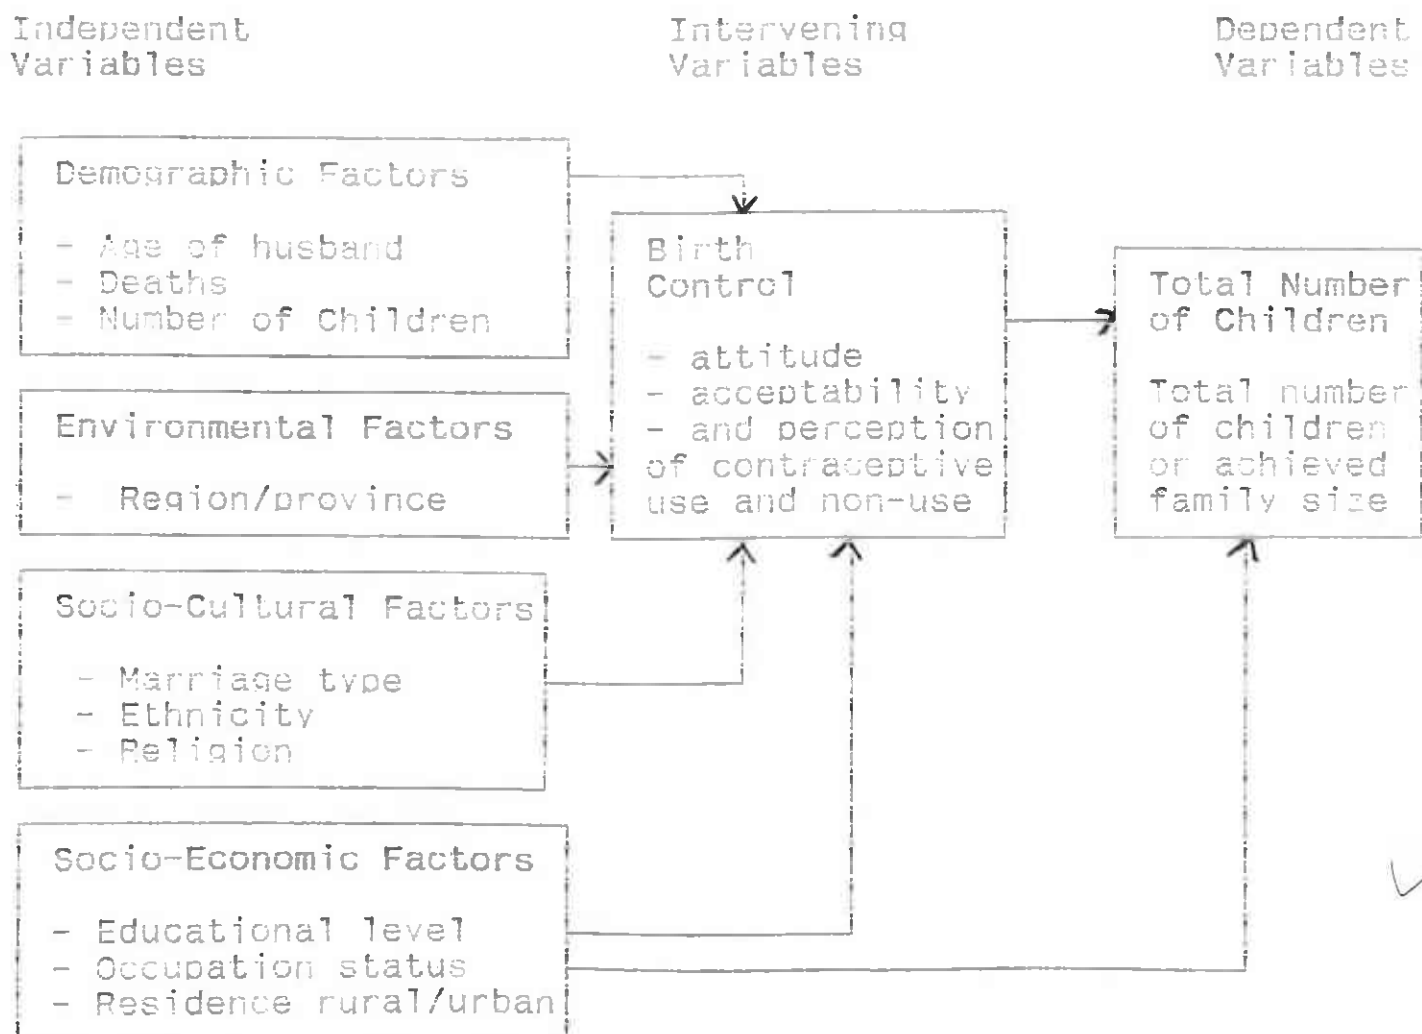 Independent
Variables
Intervening
Variables
Dependent
Variables
Demographic Factors
- Age of husband
- Deaths
- Number of Children
Environmental Factors
- Region/province
Socio-Cultural Factors
- Marriage type
- Ethnicity
- Religion
Socio-Economic Factors
- Educational level
- Occupation status
- Residence rural/urban
Birth
Control
- attitude
- acceptability
- and perception
of contraceptive
use and non-use
Total Number
of Children
Total number
of children
or achieved
family size